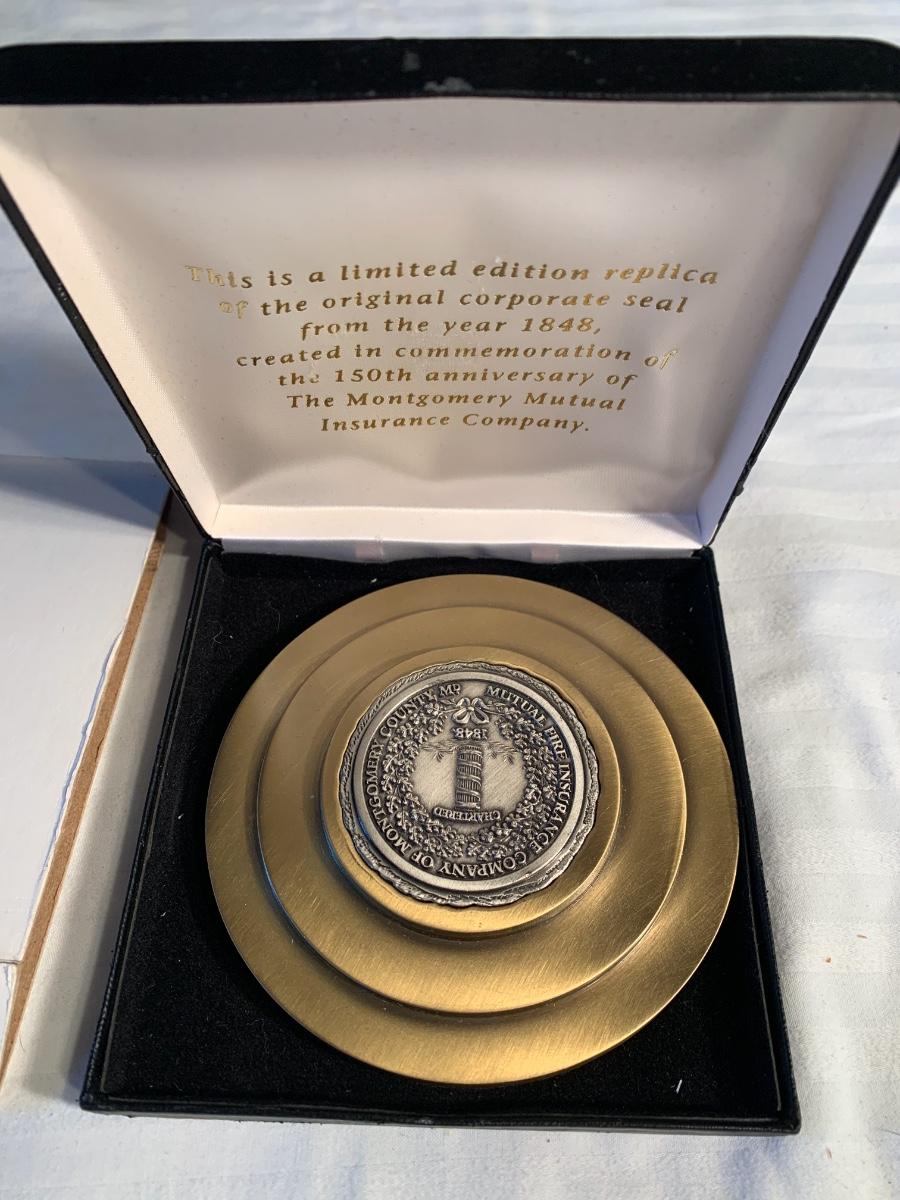 This is a limited edition replica
of the original corporate seal
from the year 1848,
created in commemoration of
the 150th anniversary of
The Montgomery Mutual
Insurance Company.
MUTUAL FIRE INSURANCE COMPANY OF MONTGOMERY COUNTY MD
1848
CHARTERED